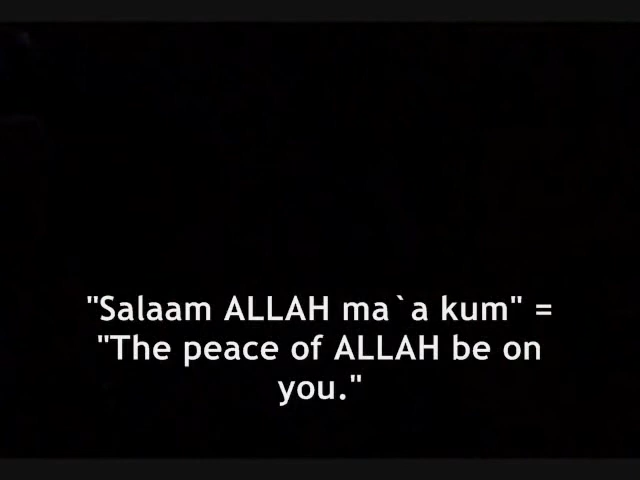 "Salaam ALLAH ma`a kum" =
"The peace of ALLAH be on
you."